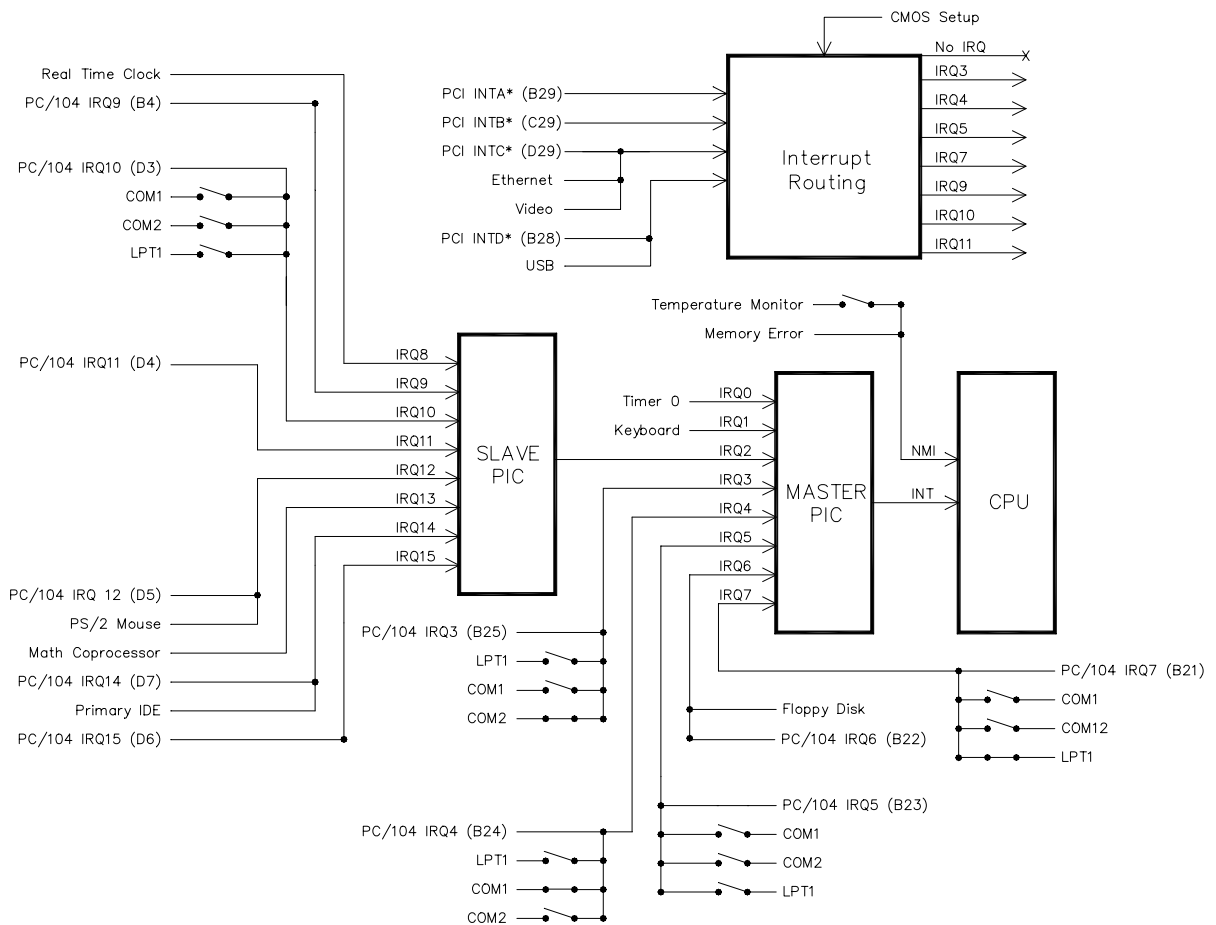 CMOS Setup
No IRQ
IRQ3
IRQ4
IRQ5
IRQ7
IRQ9
IRQ10
IRQ11
Interrupt
Routing
PCI INTA* (B29)
PCI INTB* (C29)
PCI INTC* (D29)
Ethernet
Video
PCI INTD* (B28)
USB
Real Time Clock
PC/104 IRQ9 (B4)
PC/104 IRQ10 (D3)
COM1
COM2
LPT1
PC/104 IRQ11 (D4)
Temperature Monitor
Memory Error
IRQ8
IRQ9
IRQ10
IRQ11
IRQ12
IRQ13
IRQ14
IRQ15
SLAVE
PIC
Timer 0
Keyboard
IRQ0
IRQ1
IRQ2
IRQ3
IRQ4
IRQ5
IRQ6
IRQ7
MASTER
PIC
NMI
INT
CPU
PC/104 IRQ 12 (D5)
PS/2 Mouse
Math Coprocessor
PC/104 IRQ14 (D7)
Primary IDE
PC/104 IRQ15 (D6)
PC/104 IRQ3 (B25)
LPT1
COM1
COM2
PC/104 IRQ7 (B21)
COM1
COM12
LPT1
Floppy Disk
PC/104 IRQ6 (B22)
PC/104 IRQ5 (B23)
COM1
COM2
LPT1
PC/104 IRQ4 (B24)
LPT1
COM1
COM2